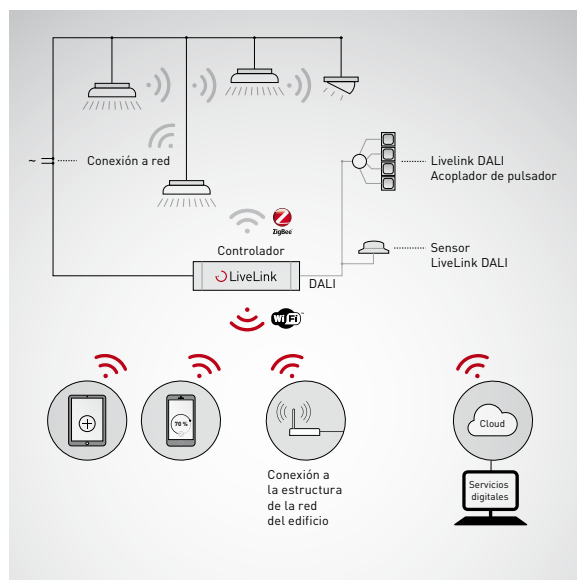 ~
Conexión a red
Livelink DALI
Acoplador de pulsador
ZigBee
Controlador
LiveLink
DALI
Sensor
LiveLink DALI
WiFi
70 %
Cloud
Conexión a
la estructura
de la red
del edificio
Servicios
digitales